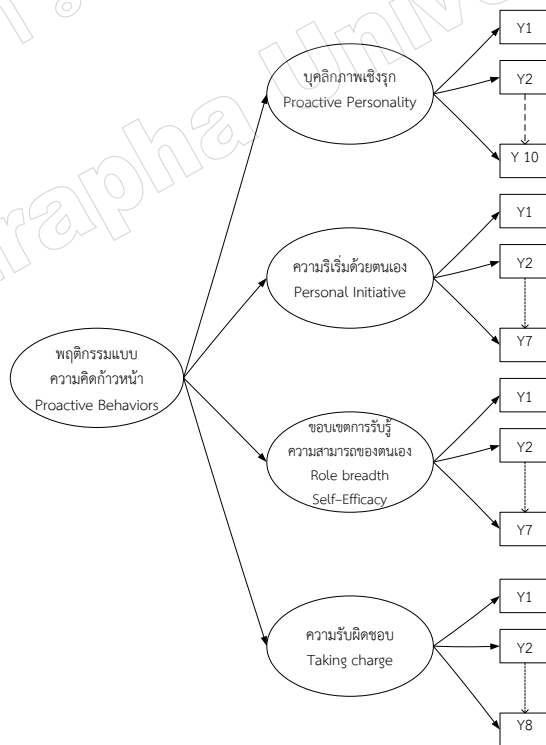 บุคลิกภาพเชิงรุก
Proactive Personality
Y1
Y2
Y 10
ความริเริ่มด้วยตนเอง
Personal Initiative
Y1
Y2
Y7
พฤติกรรมแบบ
ความคิดก้าวหน้า
Proactive Behaviors
ขอบเขตการรับรู้
ความสามารถของตนเอง
Role breadth
Self-Efficacy
Y1
Y2
Y7
ความรับผิดชอบ
Taking charge
Y1
Y2
Y8